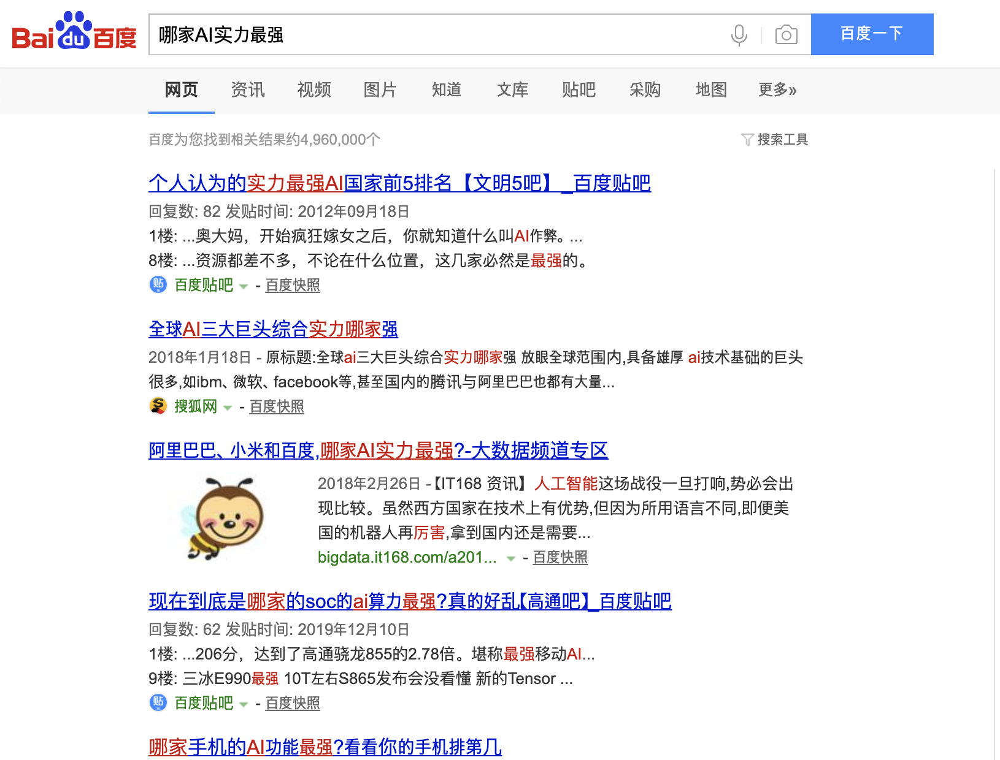 Bai du 百度
哪家AI实力最强
百度一下
网页 资讯 视频 图片 知道 文库 贴吧 采购 地图 更多»
百度为您找到相关结果约4,960,000个 搜索工具
个人认为的实力最强AI国家前5排名【文明5吧】_百度贴吧
回复数: 82 发贴时间: 2012年09月18日
1楼: ...奥大妈，开始疯狂嫁女之后，你就知道什么叫AI作弊。...
8楼: ...资源都差不多，不论在什么位置，这几家必然是最强的。
贴 百度贴吧 - 百度快照
全球AI三大巨头综合实力哪家强
2018年1月18日 - 原标题:全球ai三大巨头综合实力哪家强 放眼全球范围内,具备雄厚 ai技术基础的巨头
很多,如ibm、微软、facebook等,甚至国内的腾讯与阿里巴巴也都有大量...
搜狐网 - 百度快照
阿里巴巴、小米和百度,哪家AI实力最强?-大数据频道专区
2018年2月26日 -【IT168 资讯】人工智能这场战役一旦打响,势必会出
现比较。虽然西方国家在技术上有优势,但因为所用语言不同,即便美
国的机器人再厉害,拿到国内还是需要...
bigdata.it168.com/a201... - 百度快照
现在到底是哪家的soc的ai算力最强?真的好乱【高通吧】_百度贴吧
回复数: 62 发贴时间: 2019年12月10日
1楼: ...206分，达到了高通骁龙855的2.78倍。堪称最强移动AI...
9楼: 三冰E990最强 10T左右S865发布会没看懂 新的Tensor ...
贴 百度贴吧 - 百度快照
哪家手机的AI功能最强?看看你的手机排第几